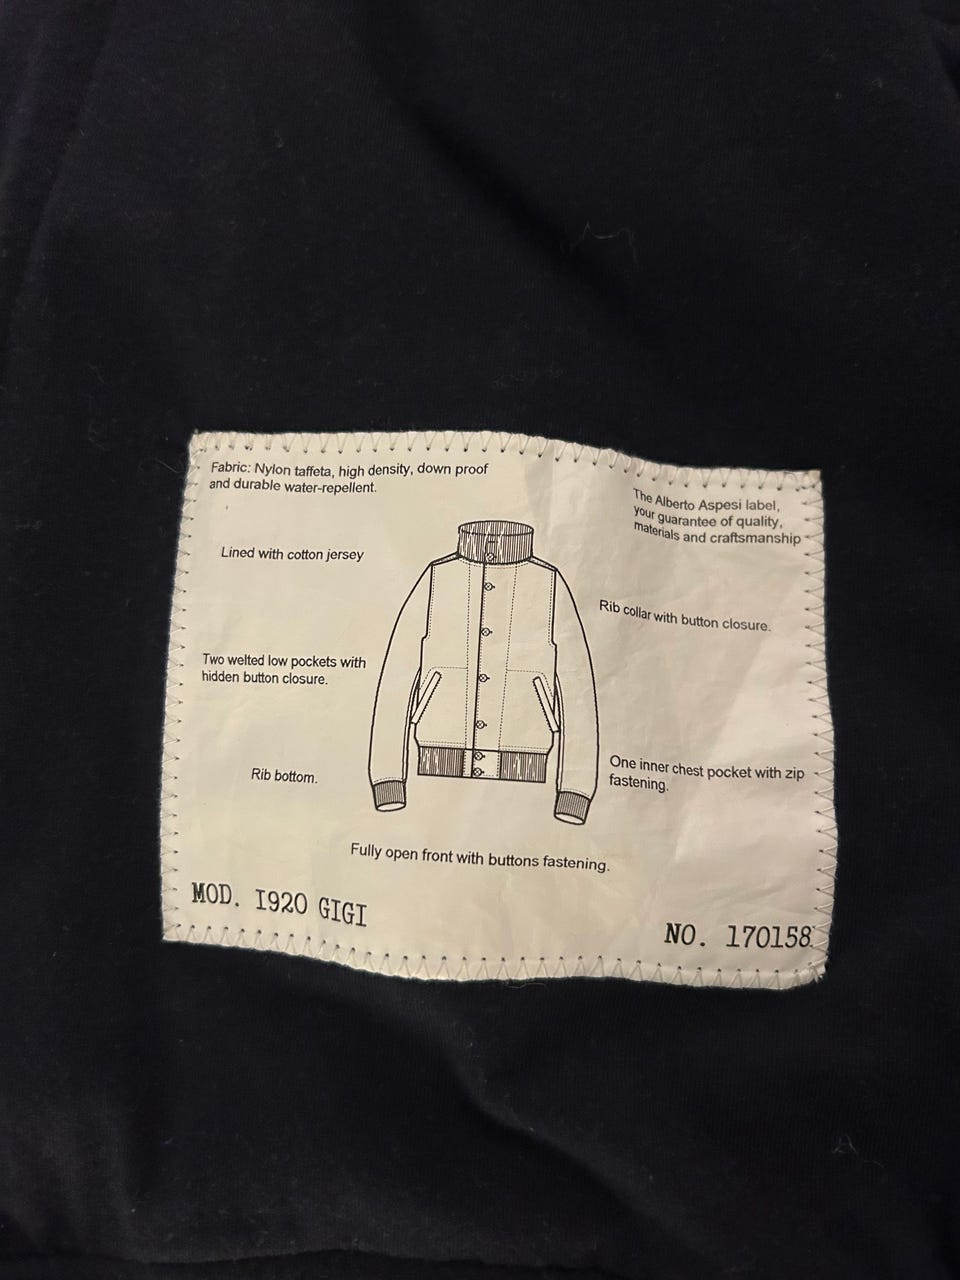 Fabric: Nylon taffeta, high density, down proof
and durable water-repellent.
The Alberto Aspesi label,
your guarantee of quality,
materials and craftsmanship
Lined with cotton jersey
Rib collar with button closure.
Two welted low pockets with
hidden button closure.
Rib bottom.
One inner chest pocket with zip
fastening.
Fully open front with buttons fastening.
MOD. I920 GIGI
NO. 170158